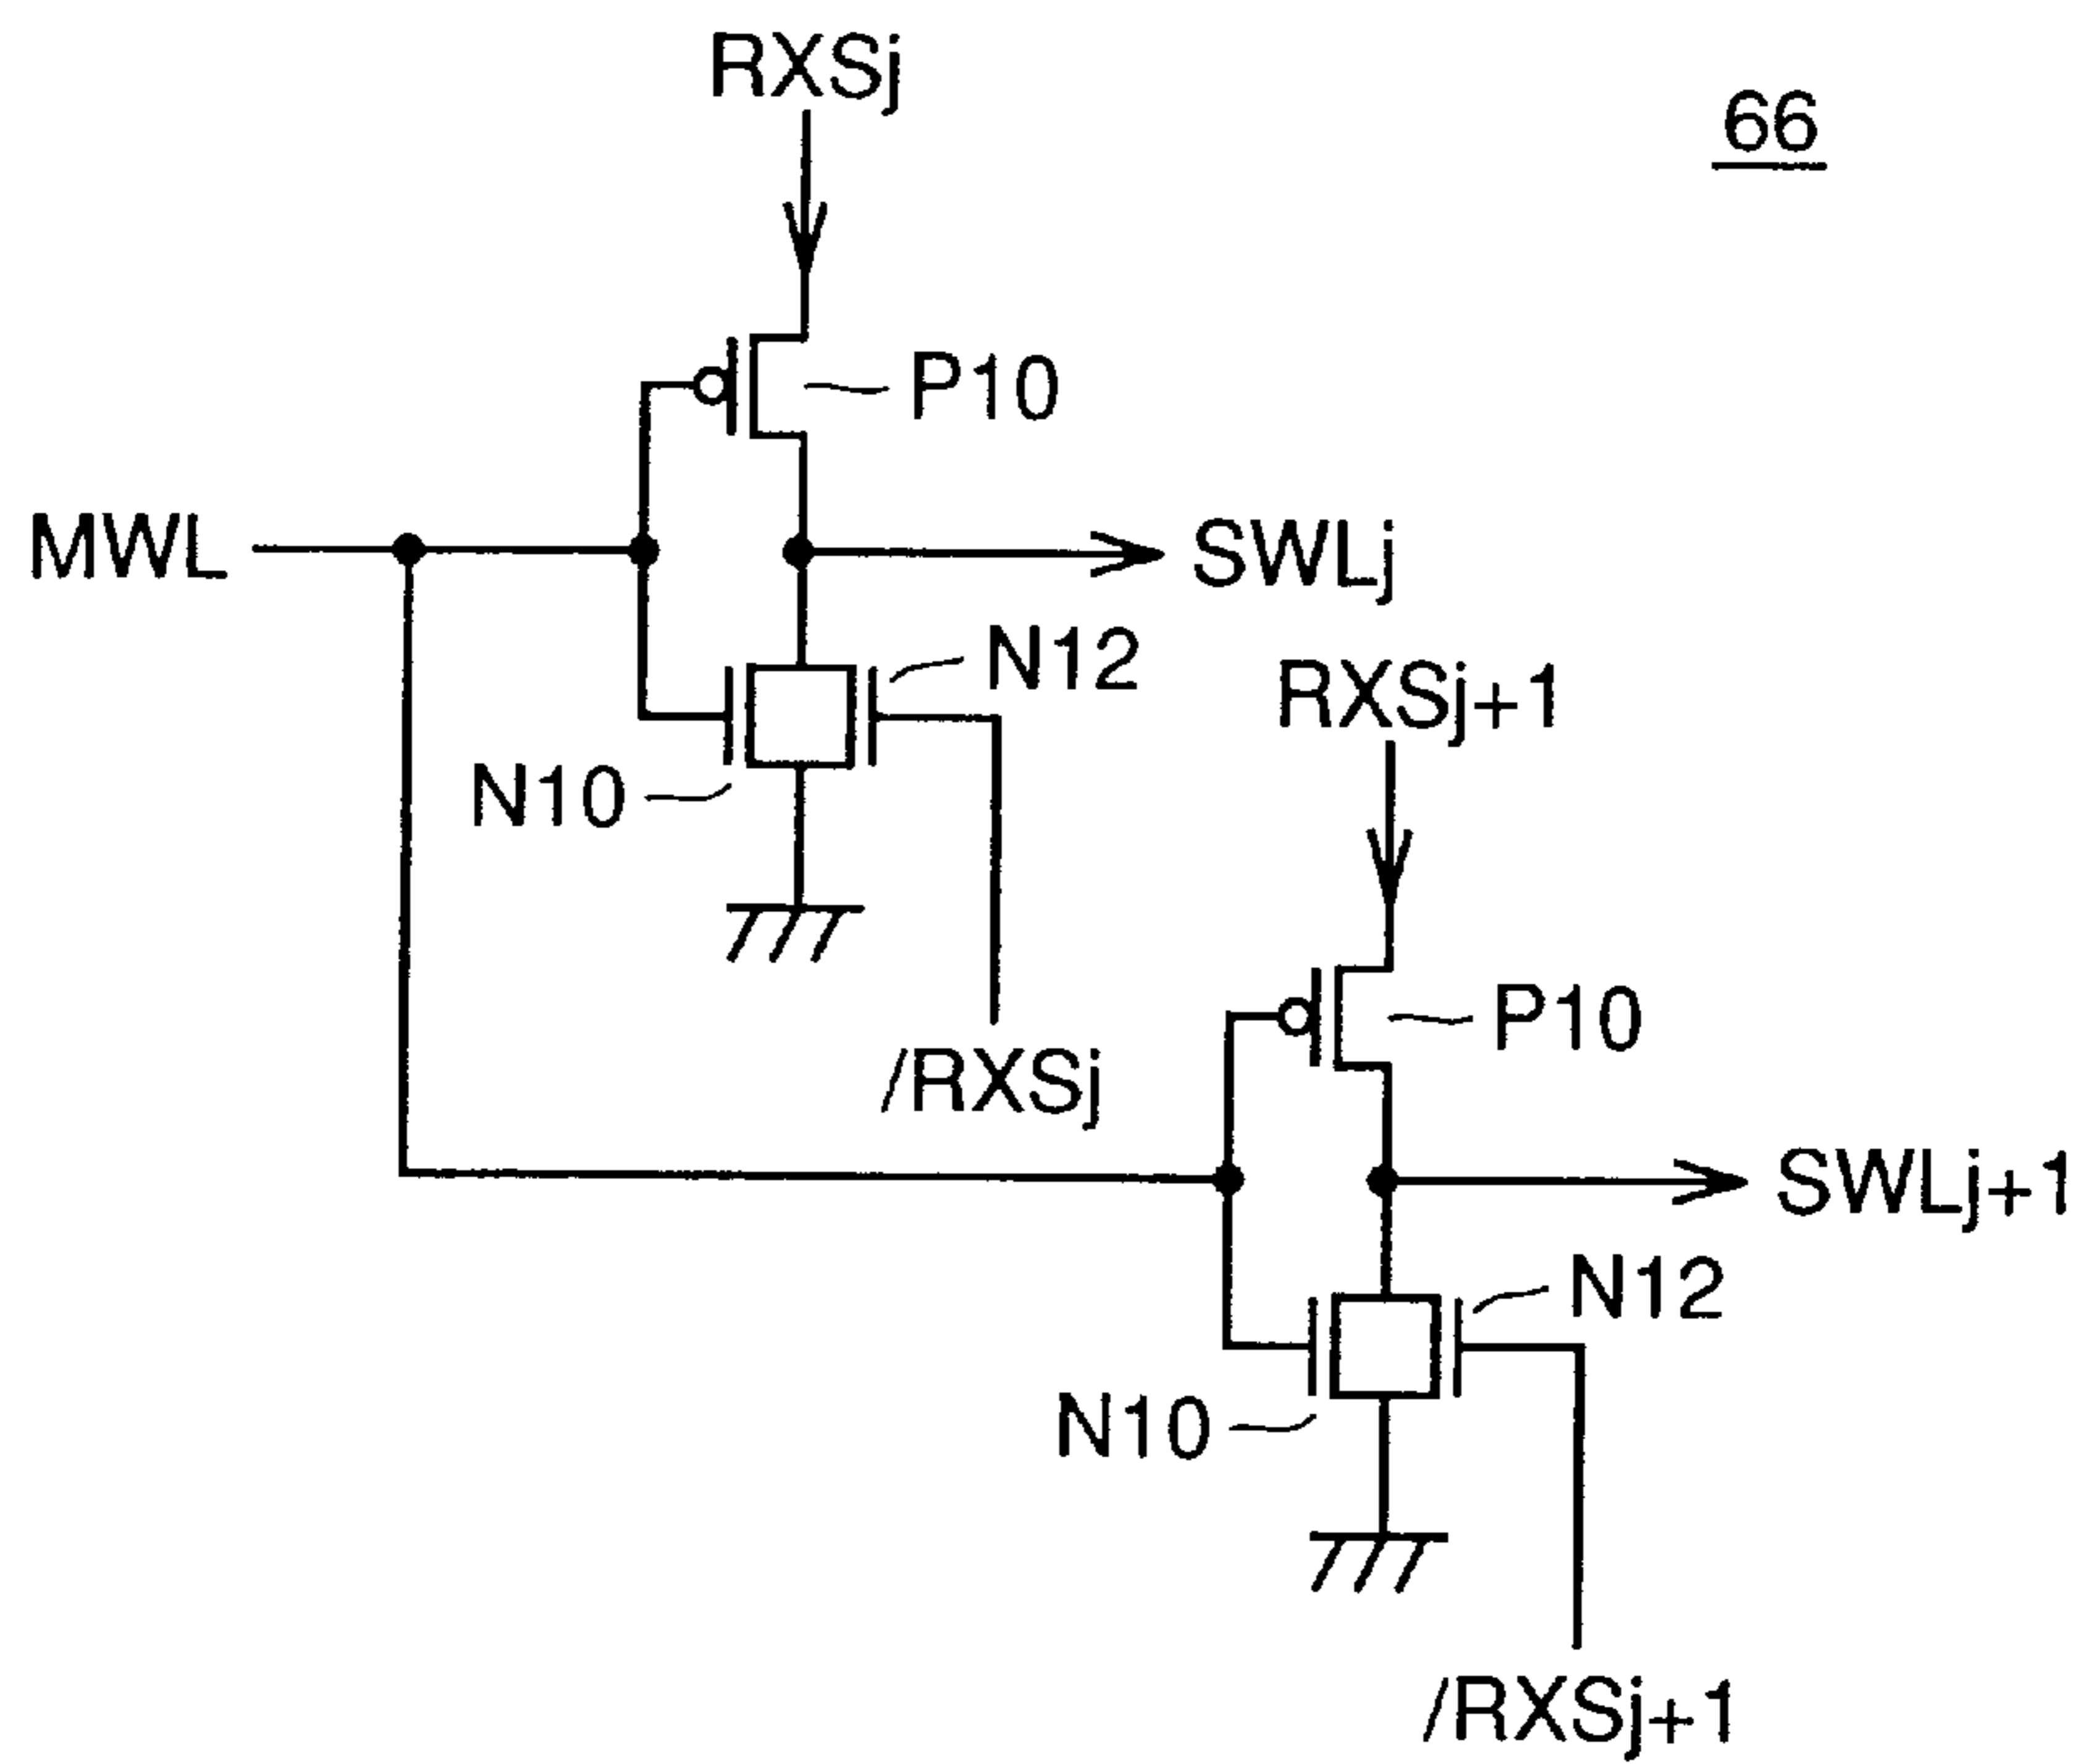 RXSj
66
P10
MWL
SWLj
N12
RXSj+1
N10
P10
/RXSj
SWLj+1
N12
N10
/RXSj+1